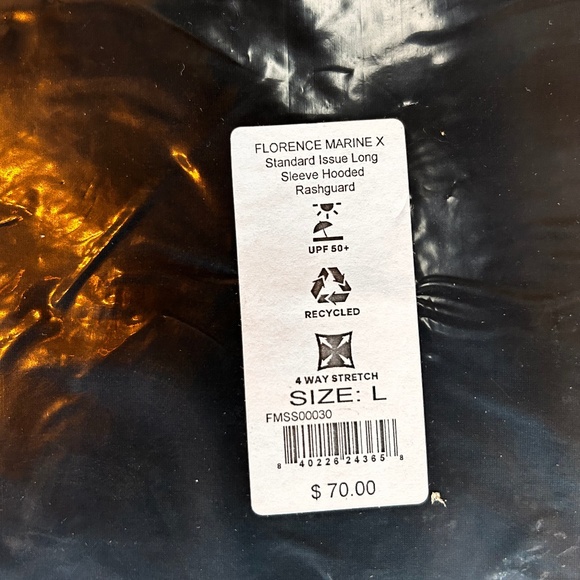 FLORENCE MARINE X
Standard Issue Long
Sleeve Hooded
Rashguard
UPF 50+
RECYCLED
4 WAY STRETCH
SIZE: L
FMSS00030
8 40226 24365 8
$ 70.00